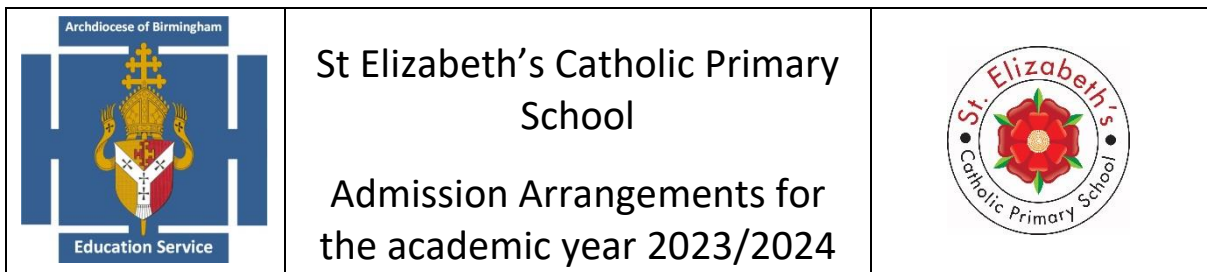 Archdiocese of Birmingham
Education Service
St Elizabeth’s Catholic Primary
School
Admission Arrangements for
the academic year 2023/2024
St. Elizabeth's
Catholic Primary School